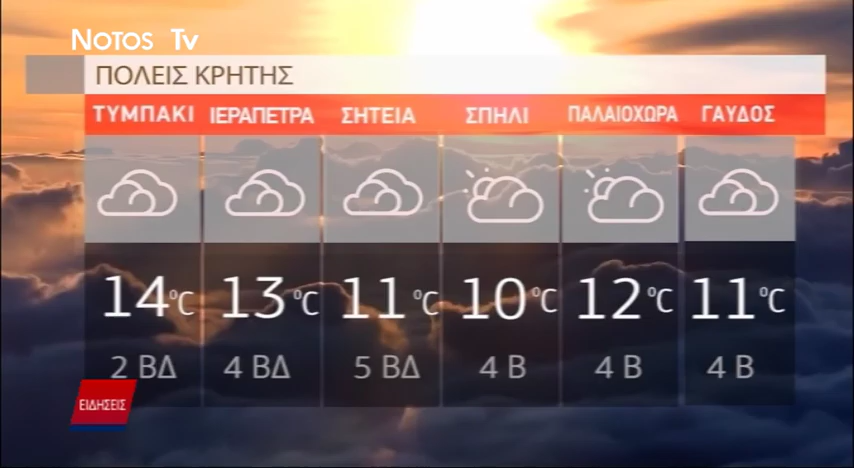 NOTOS TV
ΠΟΛΕΙΣ ΚΡΗΤΗΣ
ΤΥΜΠΑΚΙ ΙΕΡΑΠΕΤΡΑ ΣΗΤΕΙΑ ΣΠΗΛΙ ΠΑΛΑΙΟΧΩΡΑ ΓΑΥΔΟΣ
14°C 13°C 11°C 10°C 12°C 11°C
2 ΒΔ 4 ΒΔ 5 ΒΔ 4 Β 4 Β 4 Β
ΕΙΔΗΣΕΙΣ